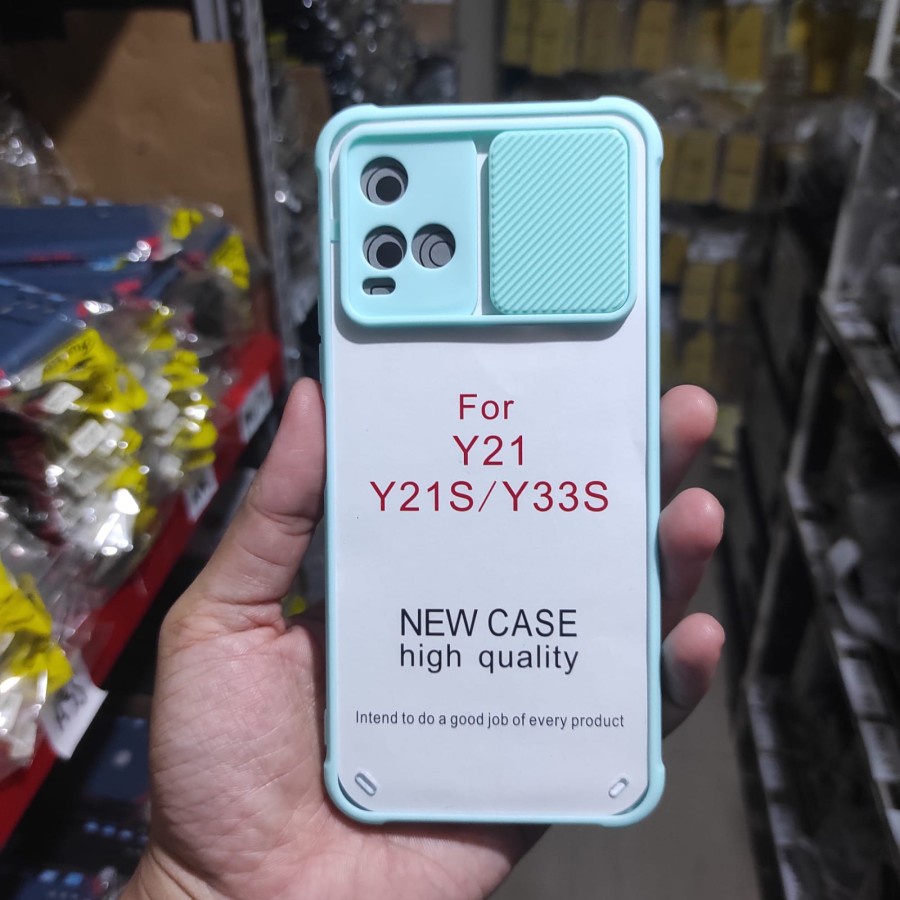 For
Y21
Y21S/Y33S
NEW CASE
high quality
Intend to do a good job of every product